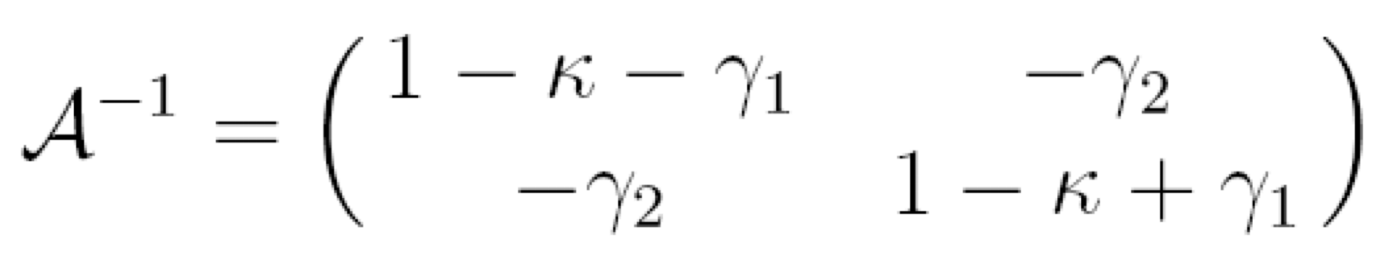 𝒜⁻¹ = ( 1 − κ − γ₁   −γ₂
−γ₂   1 − κ + γ₁ )